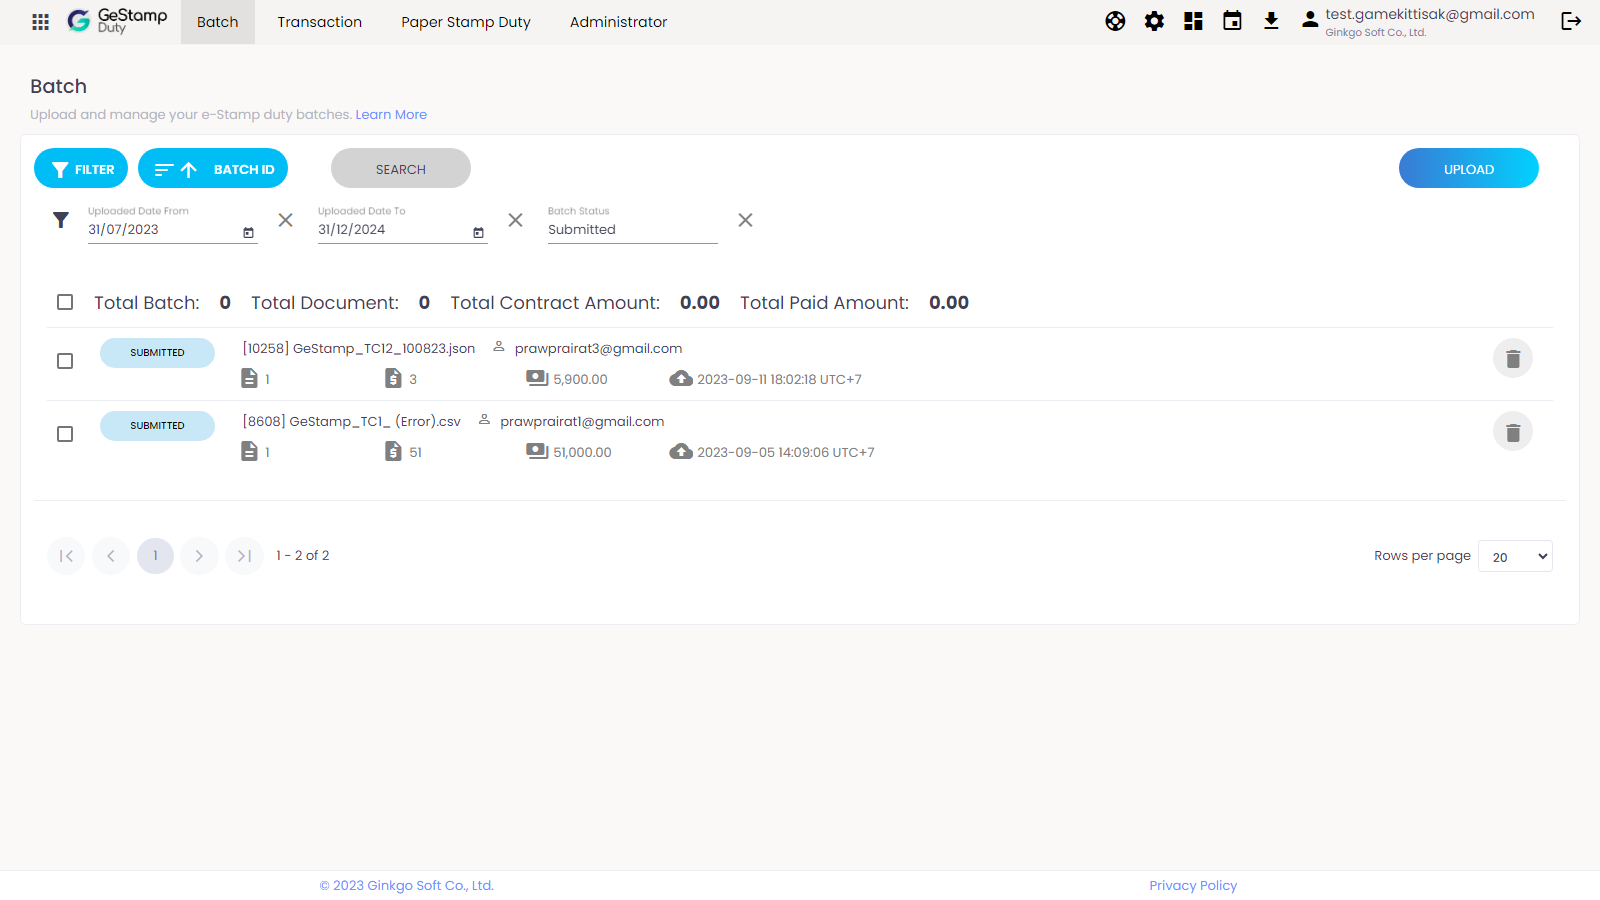 GeStamp Duty Batch Transaction Paper Stamp Duty Administrator test.gamekittisak@gmail.com
Ginkgo Soft Co., Ltd.
Batch
Upload and manage your e-Stamp duty batches. Learn More
FILTER BATCH ID SEARCH UPLOAD
Uploaded Date From Uploaded Date To Batch Status
31/07/2023 31/12/2024 Submitted
Total Batch: 0 Total Document: 0 Total Contract Amount: 0.00 Total Paid Amount: 0.00
SUBMITTED [10258] GeStamp_TC12_100823.json prawprairat3@gmail.com
1 3 5,900.00 2023-09-11 18:02:18 UTC+7
SUBMITTED [8608] GeStamp_TC1_ (Error).csv prawprairat1@gmail.com
1 51 51,000.00 2023-09-05 14:09:06 UTC+7
1 1 - 2 of 2 Rows per page 20
© 2023 Ginkgo Soft Co., Ltd. Privacy Policy